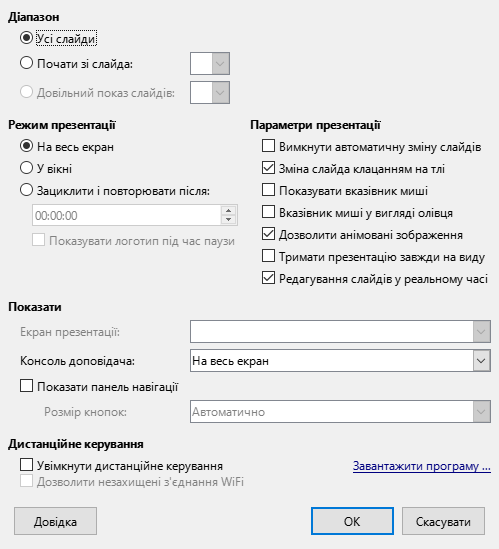 Діапазон
Усі слайди
Почати зі слайда:
Довільний показ слайдів:
Режим презентації
На весь екран
У вікні
Зациклити і повторювати після:
00:00:00
Показувати логотип під час паузи
Параметри презентації
Вимкнути автоматичну зміну слайдів
Зміна слайда клацанням на тлі
Показувати вказівник миші
Вказівник миші у вигляді олівця
Дозволити анімовані зображення
Тримати презентацію завжди на виду
Редагування слайдів у реальному часі
Показати
Екран презентації:
Консоль доповідача: На весь екран
Показати панель навігації
Розмір кнопок: Автоматично
Дистанційне керування
Увімкнути дистанційне керування Завантажити програму ...
Дозволити незахищені з'єднання WiFi
Довідка OK Скасувати